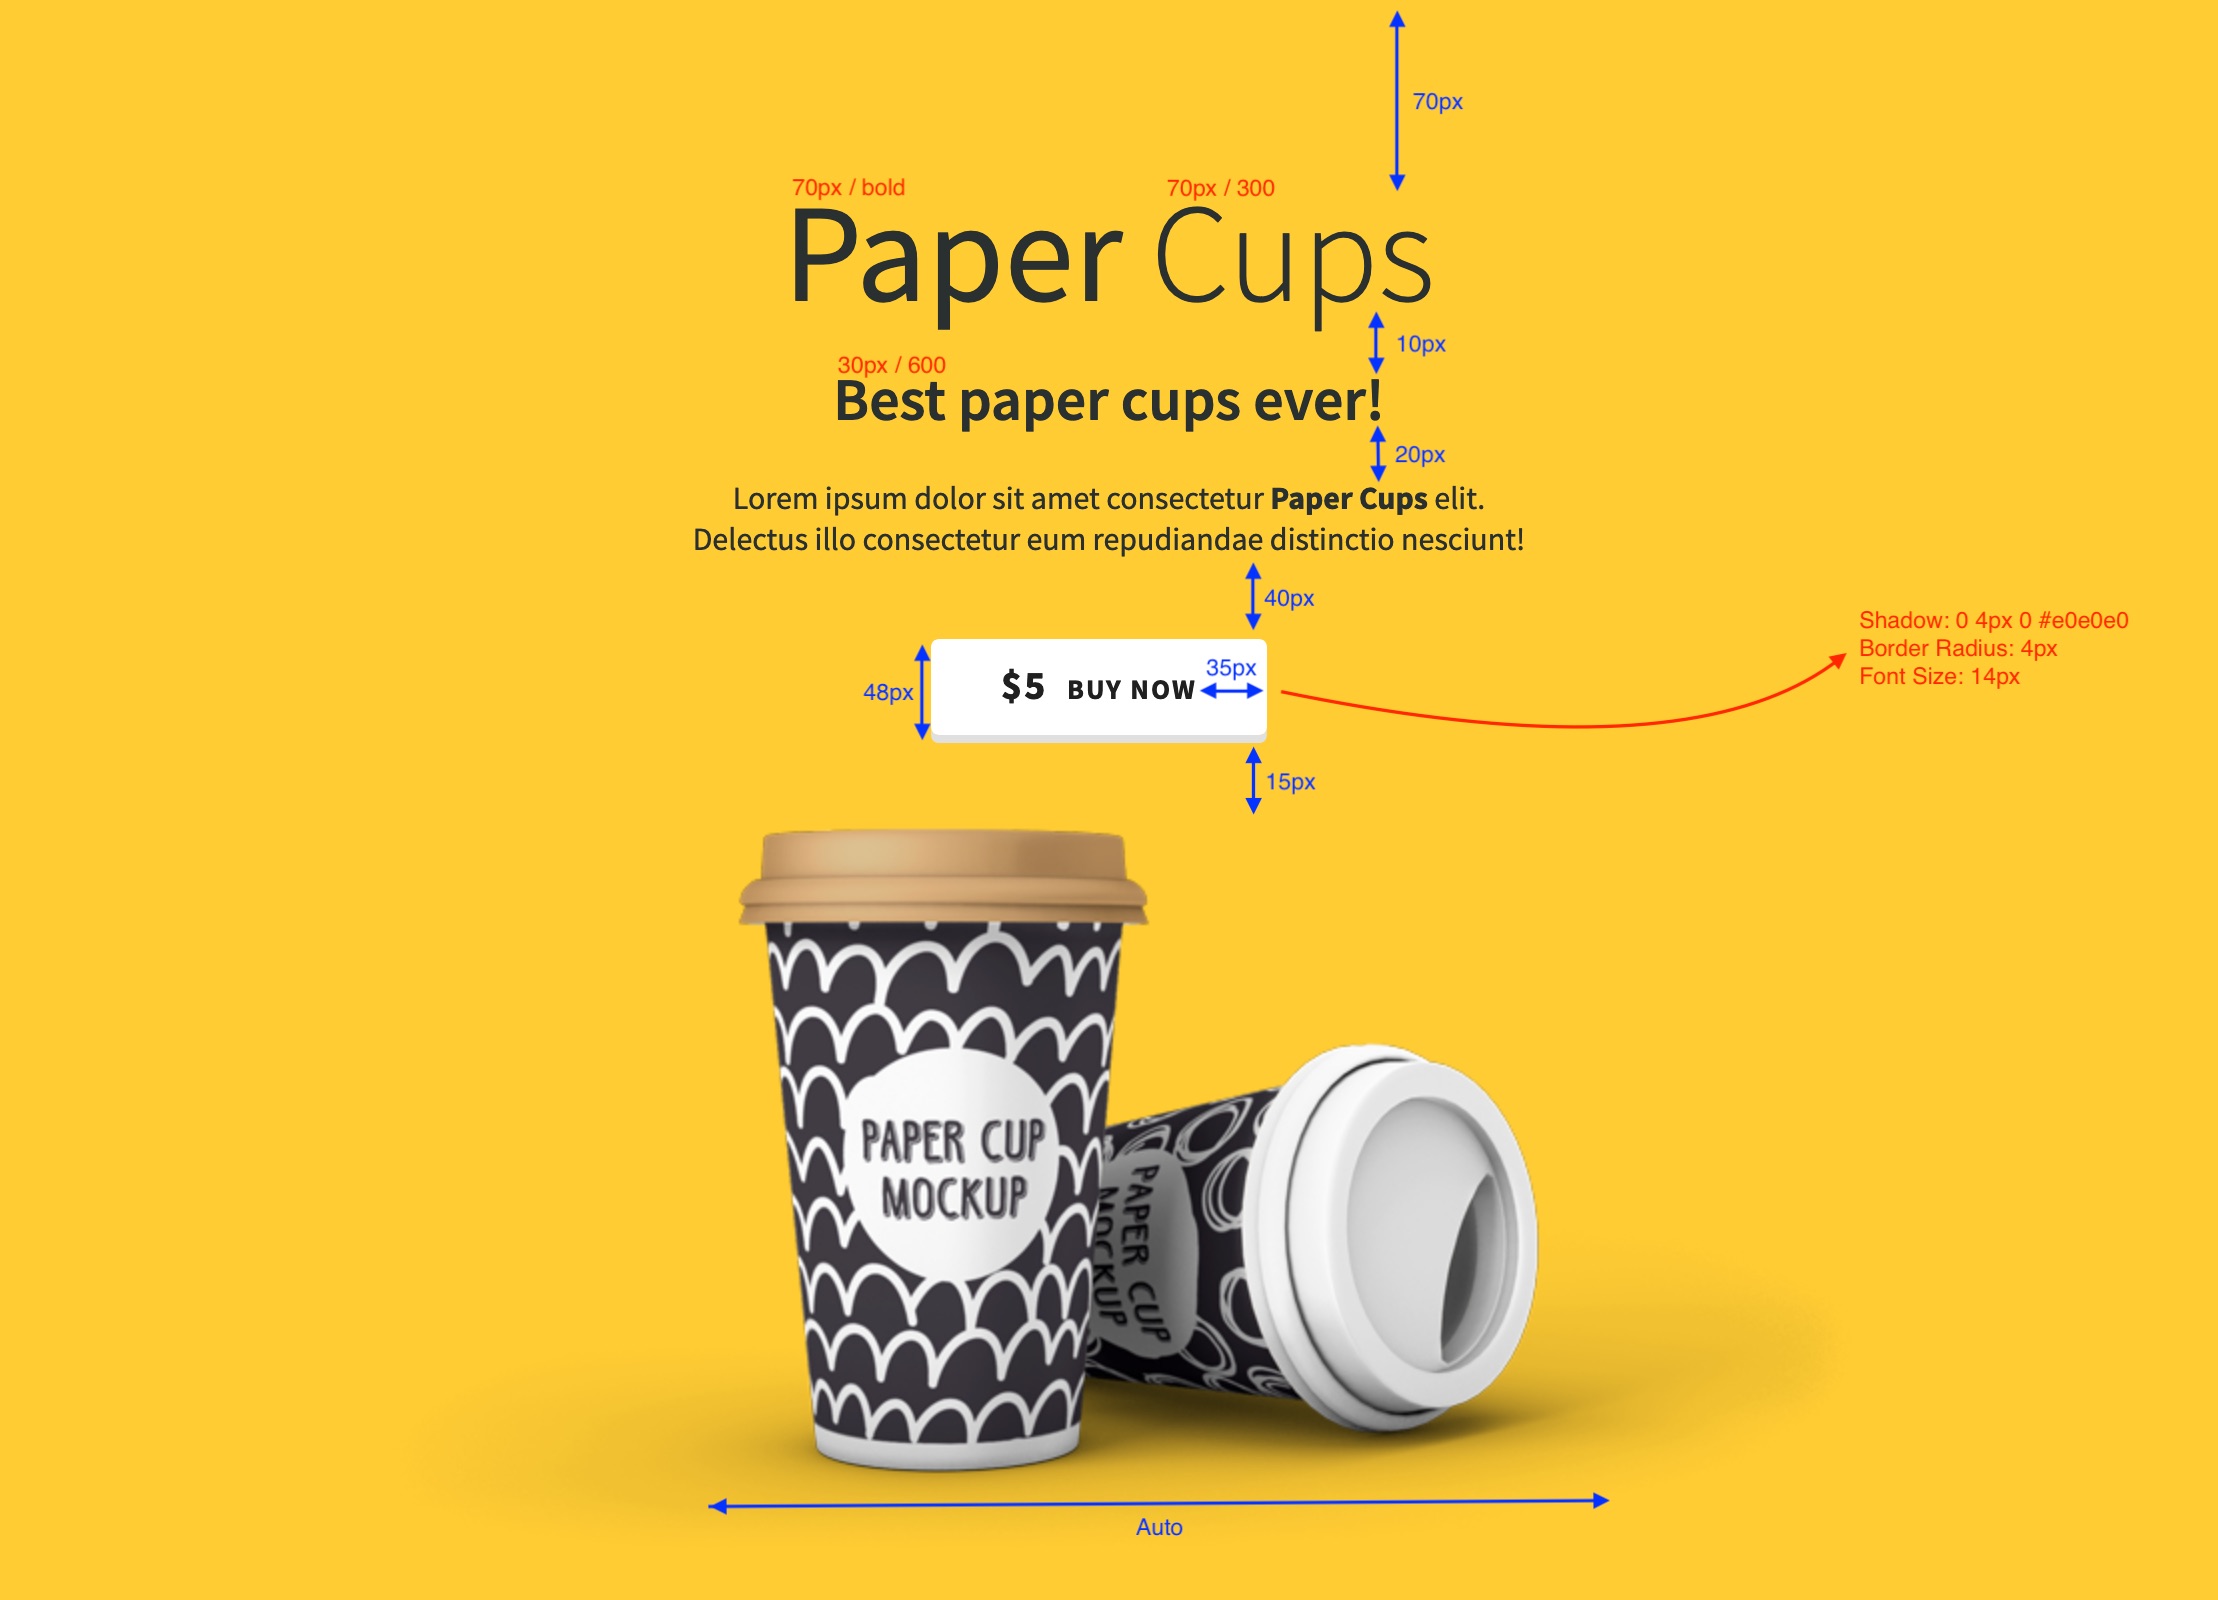 70px
70px / bold
70px / 300
Paper Cups
10px
30px / 600
Best paper cups ever!
20px
Lorem ipsum dolor sit amet consectetur Paper Cups elit.
Delectus illo consectetur eum repudiandae distinctio nesciunt!
40px
Shadow: 0 4px 0 #e0e0e0
Border Radius: 4px
Font Size: 14px
48px
$5 BUY NOW
35px
15px
PAPER CUP
MOCKUP
PAPER CUP
MOCKUP
Auto